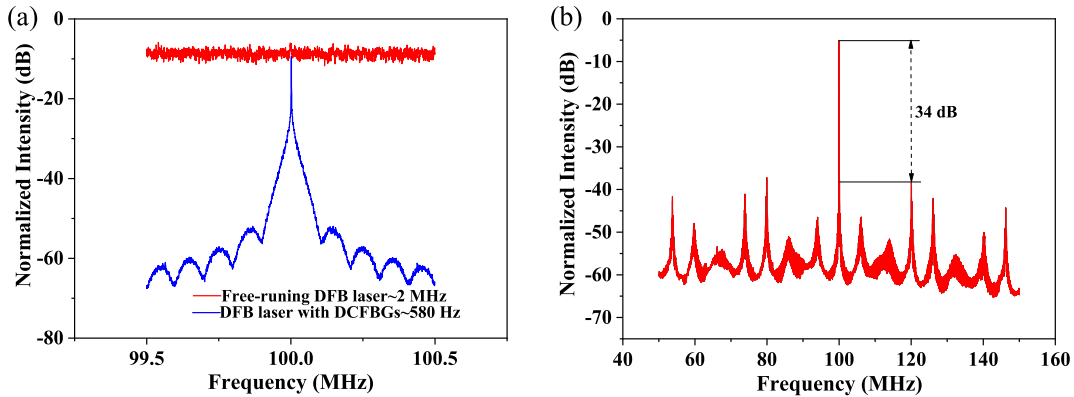 (a)
0
-20
-40
-60
-80
Normalized Intensity (dB)
Free-runing DFB laser~2 MHz
DFB laser with DCFBGs~580 Hz
99.5 100.0 100.5
Frequency (MHz)
(b)
0
-10
-20
-30
-40
-50
-60
-70
Normalized Intensity (dB)
34 dB
40 60 80 100 120 140 160
Frequency (MHz)